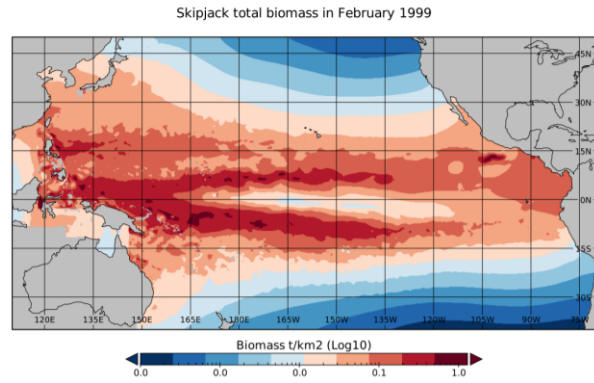 Skipjack total biomass in February 1999
45N
30N
15N
0N
15S
30S
120E 135E 150E 165E 180W 165W 150W 135W 120W 105W 90W 75W
Biomass t/km2 (Log10)
0.0 0.0 0.0 0.1 1.0